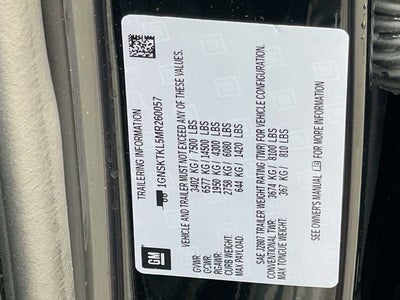 GM
TRAILERING INFORMATION
1GNSKTKL5MR260057
VEHICLE AND TRAILER MUST NOT EXCEED ANY OF THESE VALUES.
GVWR: 3402 KG / 7500 LBS
GCWR: 6577 KG / 14500 LBS
RGAWR: 1950 KG / 4300 LBS
CURB WEIGHT: 2758 KG / 6080 LBS
MAX PAYLOAD: 644 KG / 1420 LBS
SAE J2807 TRAILER WEIGHT RATING (TWR) FOR VEHICLE CONFIGURATION.
CONVENTIONAL TWR: 3674 KG / 8100 LBS
MAX TONGUE WEIGHT: 367 KG / 810 LBS
SEE OWNER'S MANUAL FOR MORE INFORMATION